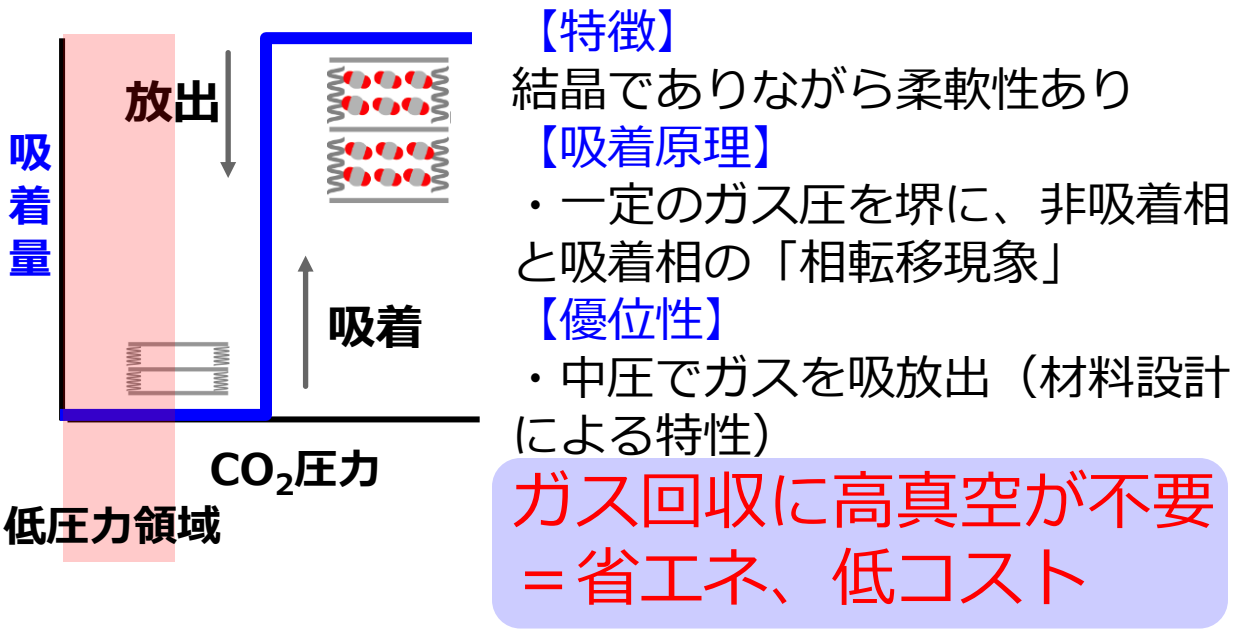 放出
吸着量
吸着
CO₂圧力
低圧力領域
【特徴】
結晶でありながら柔軟性あり
【吸着原理】
・一定のガス圧を堺に、非吸着相
と吸着相の「相転移現象」
【優位性】
・中圧でガスを吸放出（材料設計
による特性）
ガス回収に高真空が不要
＝省エネ、低コスト